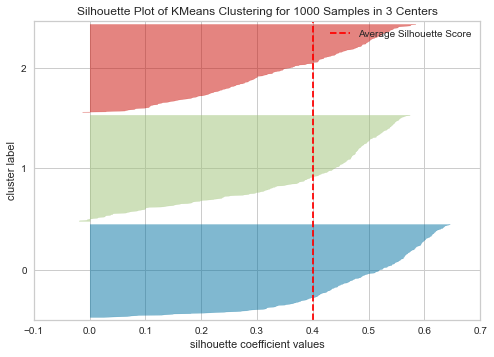 Silhouette Plot of KMeans Clustering for 1000 Samples in 3 Centers
Average Silhouette Score
cluster label
2
1
0
−0.1 0.0 0.1 0.2 0.3 0.4 0.5 0.6 0.7
silhouette coefficient values